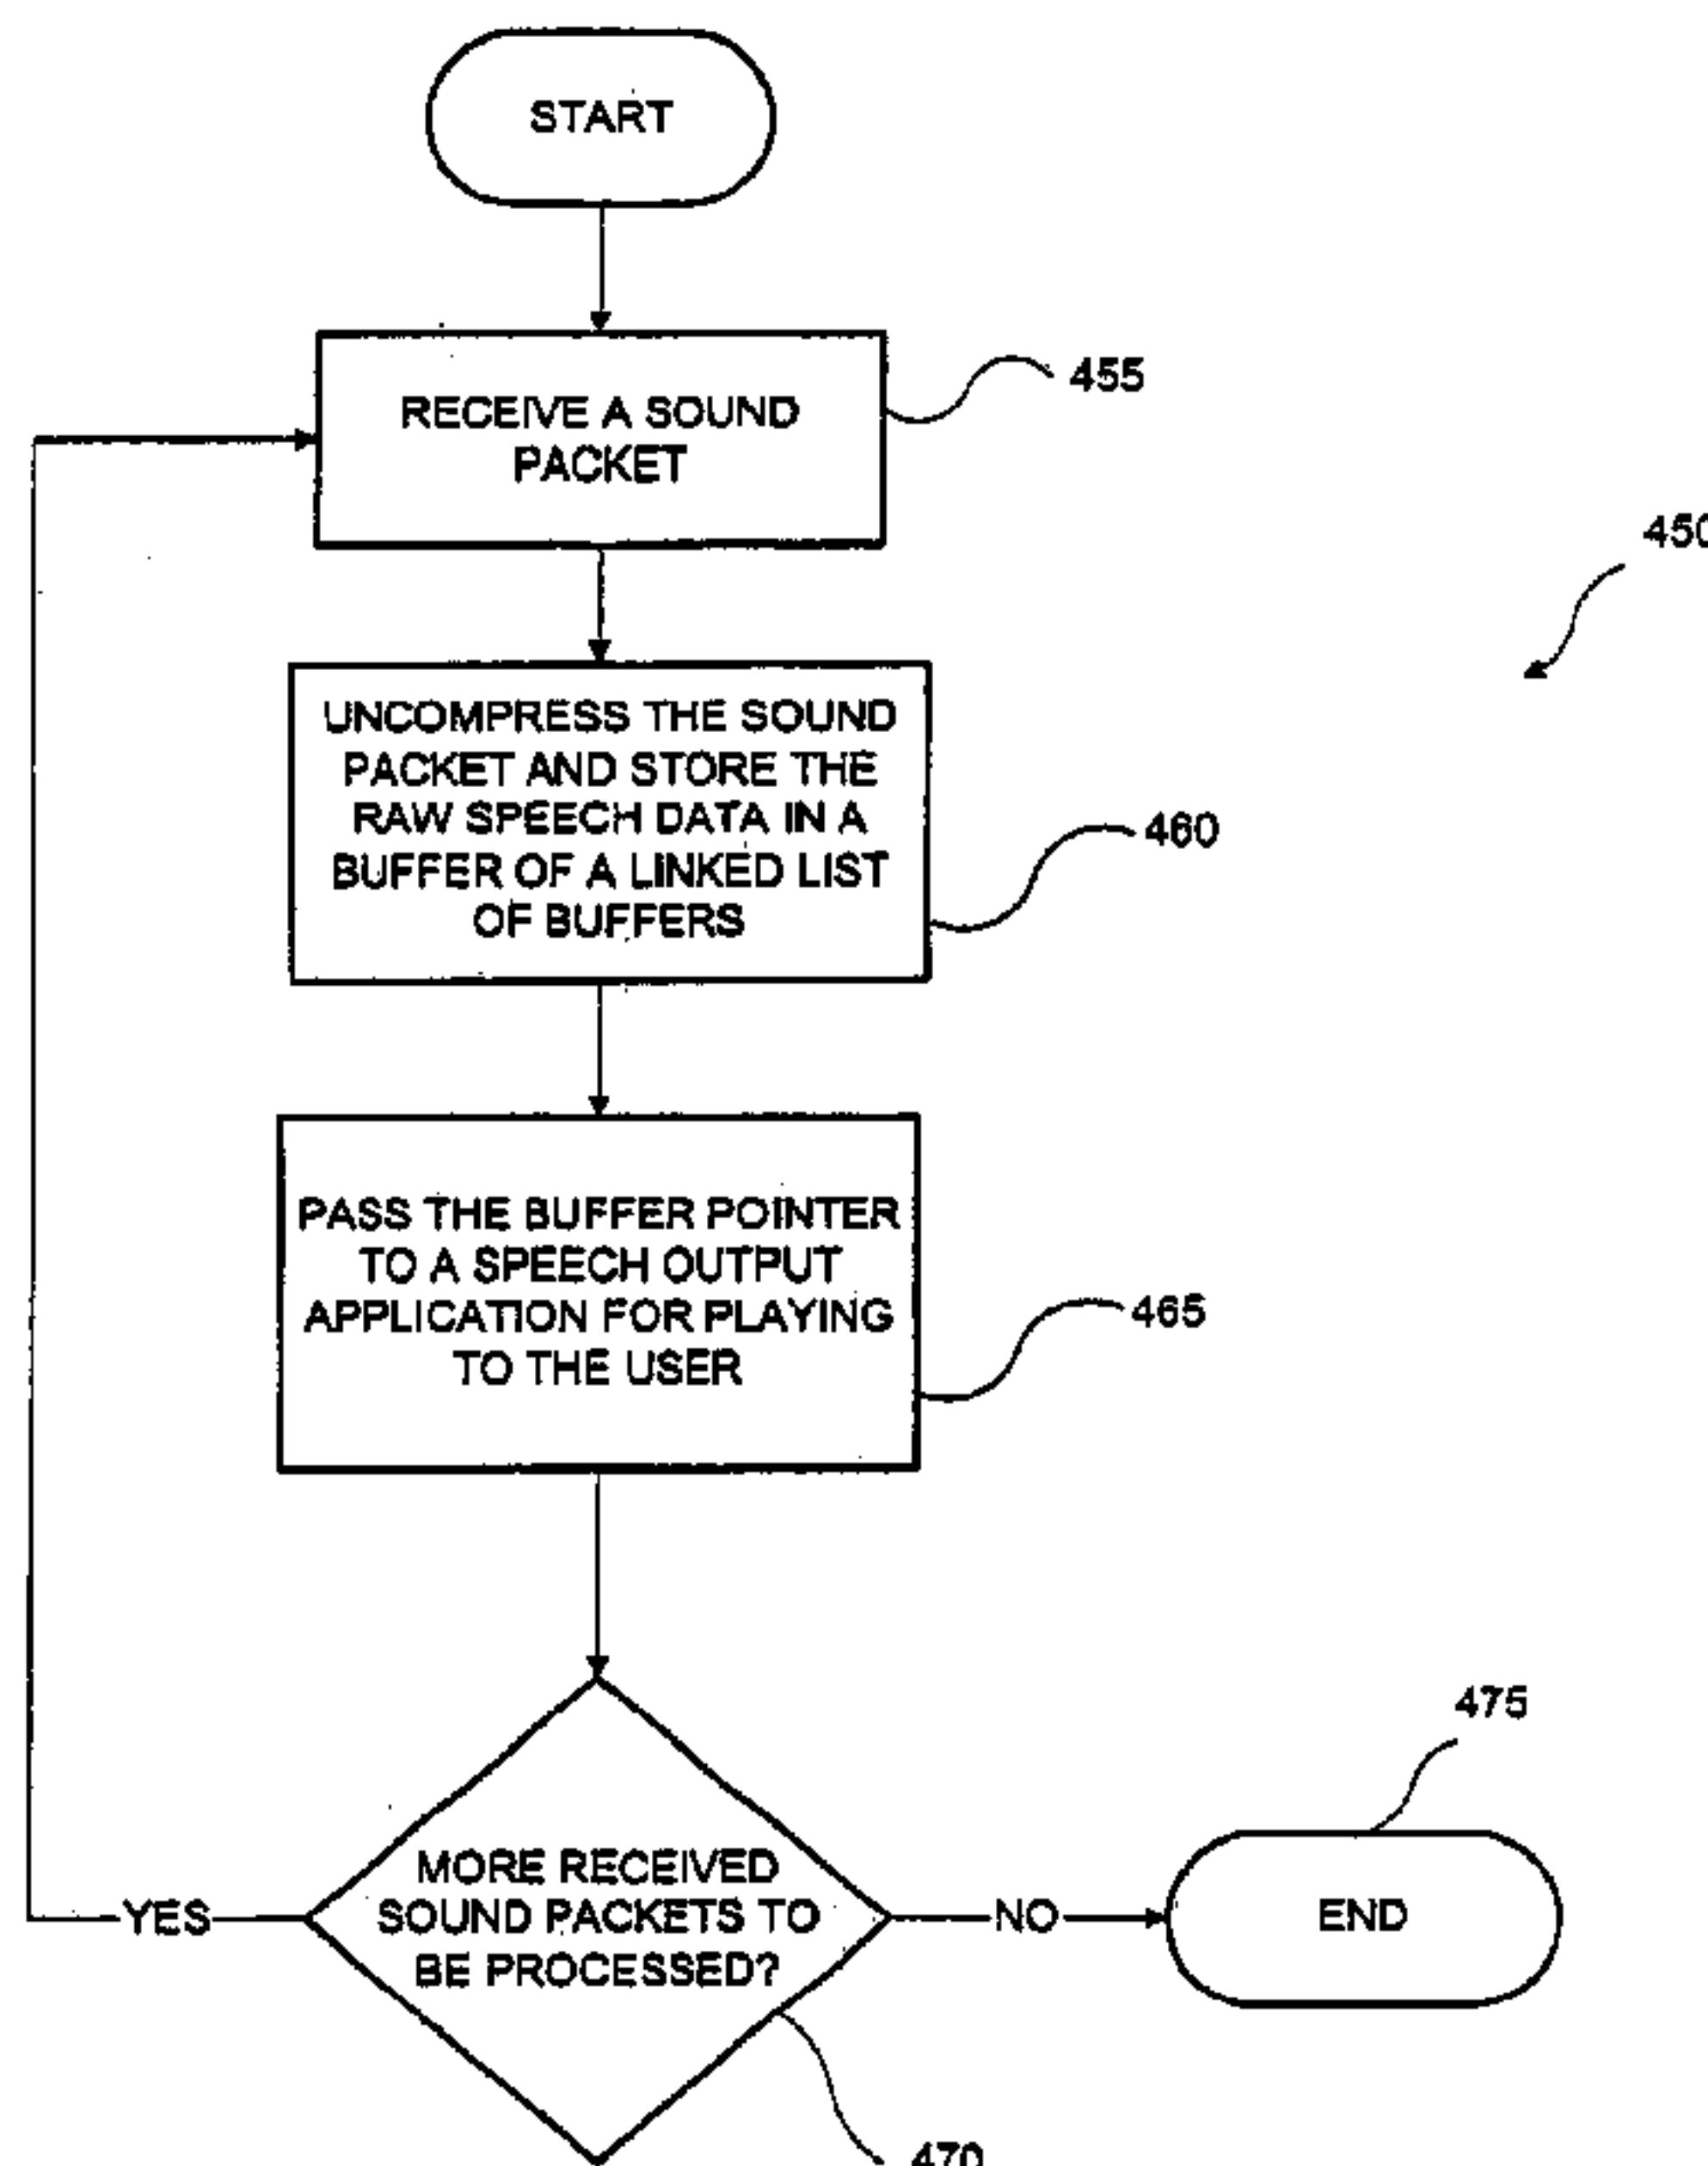 START
RECEIVE A SOUND
PACKET
455
450
UNCOMPRESS THE SOUND
PACKET AND STORE THE
RAW SPEECH DATA IN A
BUFFER OF A LINKED LIST
OF BUFFERS
460
PASS THE BUFFER POINTER
TO A SPEECH OUTPUT
APPLICATION FOR PLAYING
TO THE USER
465
475
MORE RECEIVED
SOUND PACKETS TO
BE PROCESSED?
YES
NO
END
470